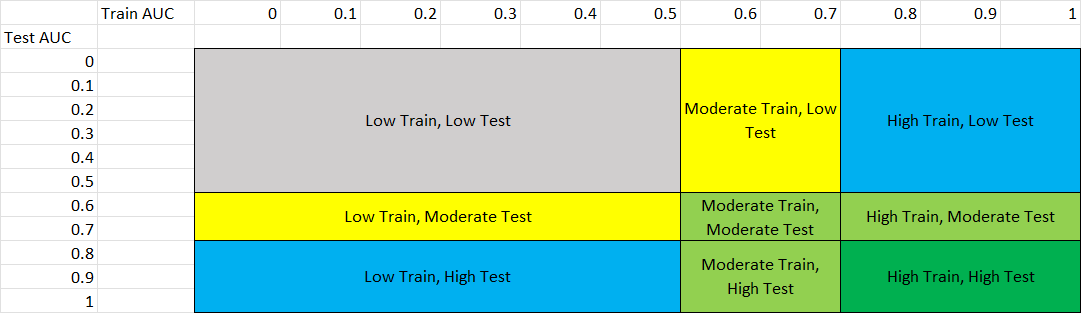 Train AUC 0 0.1 0.2 0.3 0.4 0.5 0.6 0.7 0.8 0.9 1
Test AUC
0
0.1
0.2
0.3
0.4
0.5
0.6
0.7
0.8
0.9
1
Low Train, Low Test
Moderate Train, Low
Test
High Train, Low Test
Low Train, Moderate Test
Moderate Train,
Moderate Test
High Train, Moderate Test
Low Train, High Test
Moderate Train,
High Test
High Train, High Test